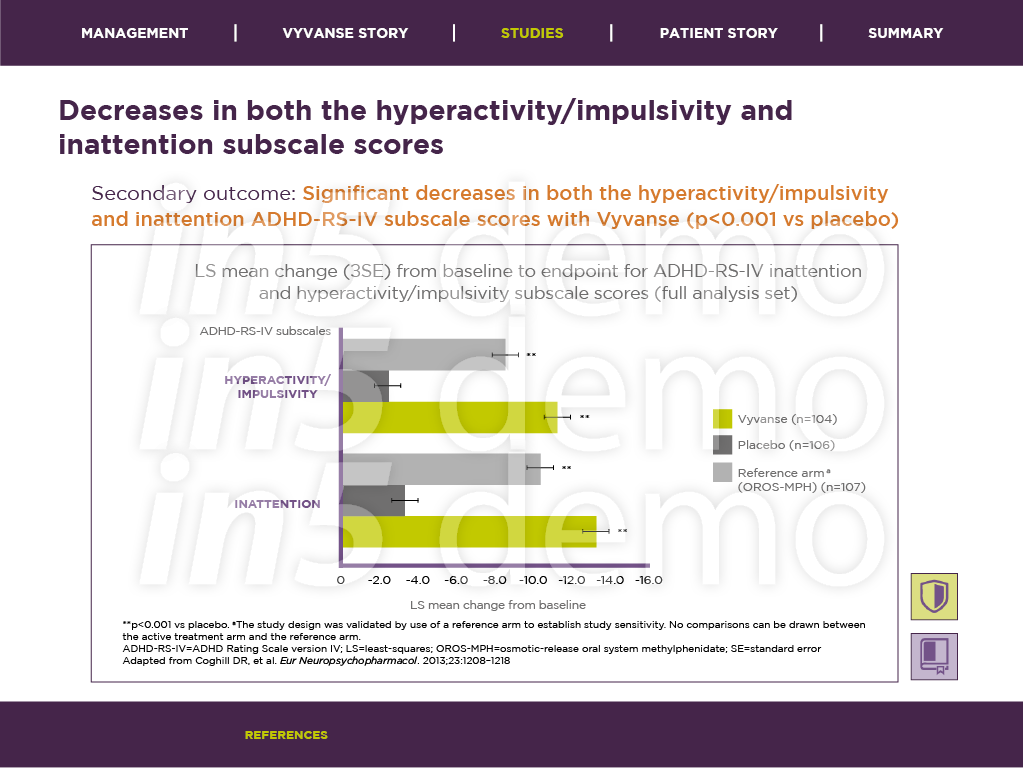 MANAGEMENT | VYVANSE STORY | STUDIES | PATIENT STORY | SUMMARY
Decreases in both the hyperactivity/impulsivity and
inattention subscale scores
Secondary outcome: Significant decreases in both the hyperactivity/impulsivity
and inattention ADHD-RS-IV subscale scores with Vyvanse (p<0.001 vs placebo)
in5 demo
LS mean change (3SE) from baseline to endpoint for ADHD-RS-IV inattention
and hyperactivity/impulsivity subscale scores (full analysis set)
ADHD-RS-IV subscales
**
HYPERACTIVITY/
IMPULSIVITY
**
in5 demo
Vyvanse (n=104)
Placebo (n=106)
Reference arm a
(OROS-MPH) (n=107)
**
INATTENTION
**
in5 demo
0 -2.0 -4.0 -6.0 -8.0 -10.0 -12.0 -14.0 -16.0
LS mean change from baseline
**p<0.001 vs placebo. aThe study design was validated by use of a reference arm to establish study sensitivity. No comparisons can be drawn between
the active treatment arm and the reference arm.
ADHD-RS-IV=ADHD Rating Scale version IV; LS=least-squares; OROS-MPH=osmotic-release oral system methylphenidate; SE=standard error
Adapted from Coghill DR, et al. Eur Neuropsychopharmacol. 2013;23:1208–1218
REFERENCES